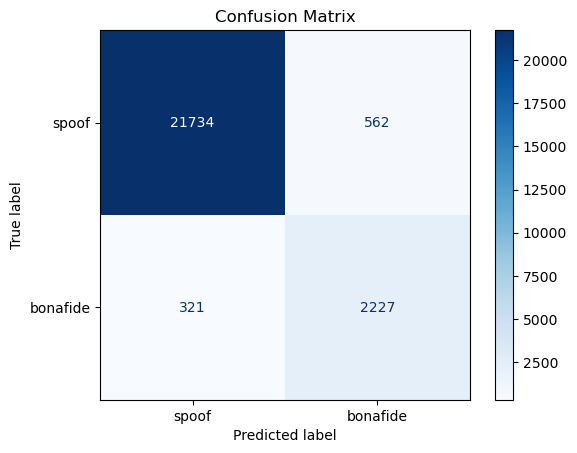 Confusion Matrix
True label
spoof
21734
562
bonafide
321
2227
spoof
bonafide
Predicted label
20000
17500
15000
12500
10000
7500
5000
2500